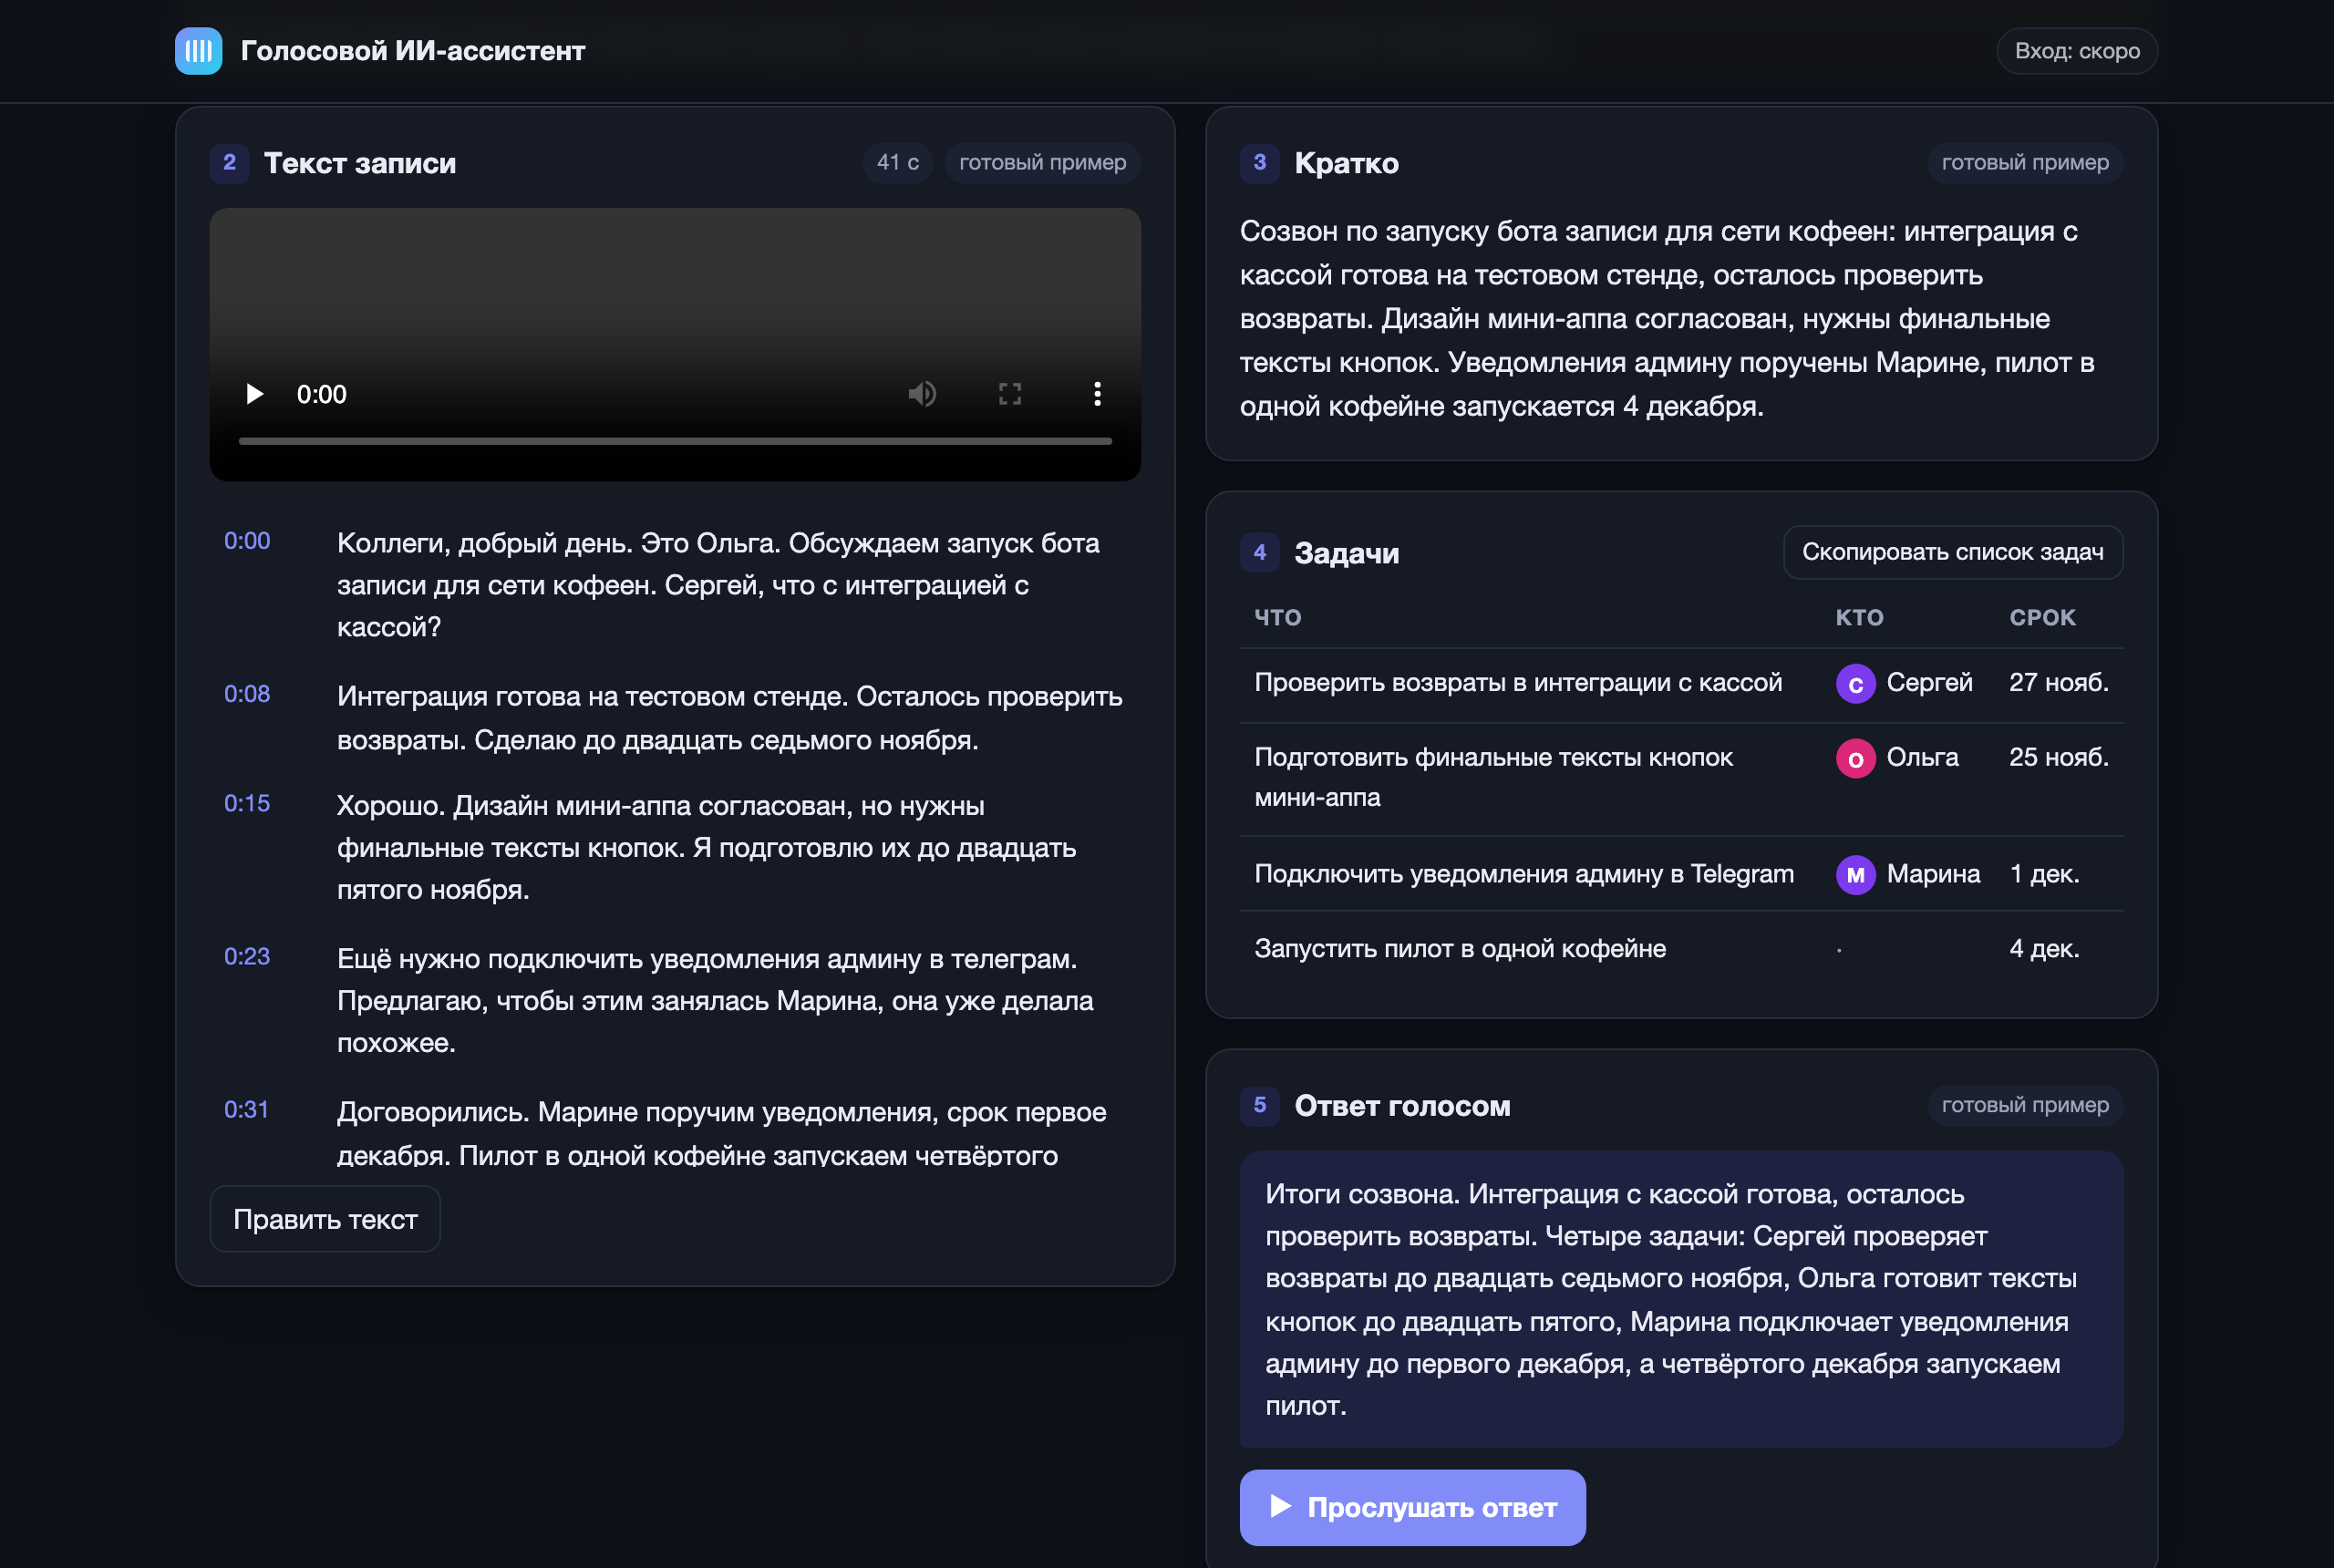 Голосовой ИИ-ассистент
Вход: скоро
2
Текст записи
41 с
готовый пример
0:00
0:00
Коллеги, добрый день. Это Ольга. Обсуждаем запуск бота
записи для сети кофеен. Сергей, что с интеграцией с
кассой?
0:08
Интеграция готова на тестовом стенде. Осталось проверить
возвраты. Сделаю до двадцать седьмого ноября.
0:15
Хорошо. Дизайн мини-аппа согласован, но нужны
финальные тексты кнопок. Я подготовлю их до двадцать
пятого ноября.
0:23
Ещё нужно подключить уведомления админу в телеграм.
Предлагаю, чтобы этим занялась Марина, она уже делала
похожее.
0:31
Договорились. Марине поручим уведомления, срок первое
декабря. Пилот в одной кофейне запускаем четвёртого
Править текст
3
Кратко
готовый пример
Созвон по запуску бота записи для сети кофеен: интеграция с
кассой готова на тестовом стенде, осталось проверить
возвраты. Дизайн мини-аппа согласован, нужны финальные
тексты кнопок. Уведомления админу поручены Марине, пилот в
одной кофейне запускается 4 декабря.
4
Задачи
Скопировать список задач
ЧТО КТО СРОК
Проверить возвраты в интеграции с кассой С Сергей 27 нояб.
Подготовить финальные тексты кнопок О Ольга 25 нояб.
мини-аппа
Подключить уведомления админу в Telegram М Марина 1 дек.
Запустить пилот в одной кофейне · 4 дек.
5
Ответ голосом
готовый пример
Итоги созвона. Интеграция с кассой готова, осталось
проверить возвраты. Четыре задачи: Сергей проверяет
возвраты до двадцать седьмого ноября, Ольга готовит тексты
кнопок до двадцать пятого, Марина подключает уведомления
админу до первого декабря, а четвёртого декабря запускаем
пилот.
Прослушать ответ